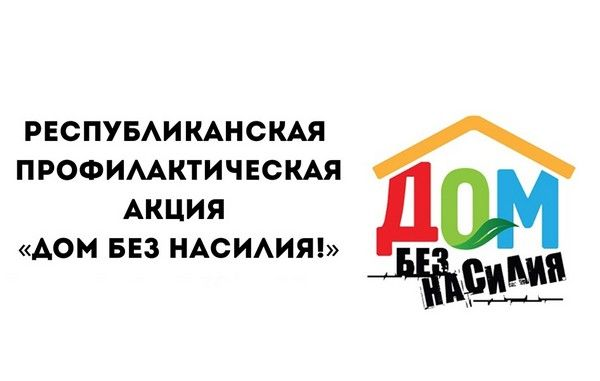 РЕСПУБЛИКАНСКАЯ
ПРОФИЛАКТИЧЕСКАЯ
АКЦИЯ
«ДОМ БЕЗ НАСИЛИЯ!»
ДОМ
БЕЗ
НАСИЛИЯ